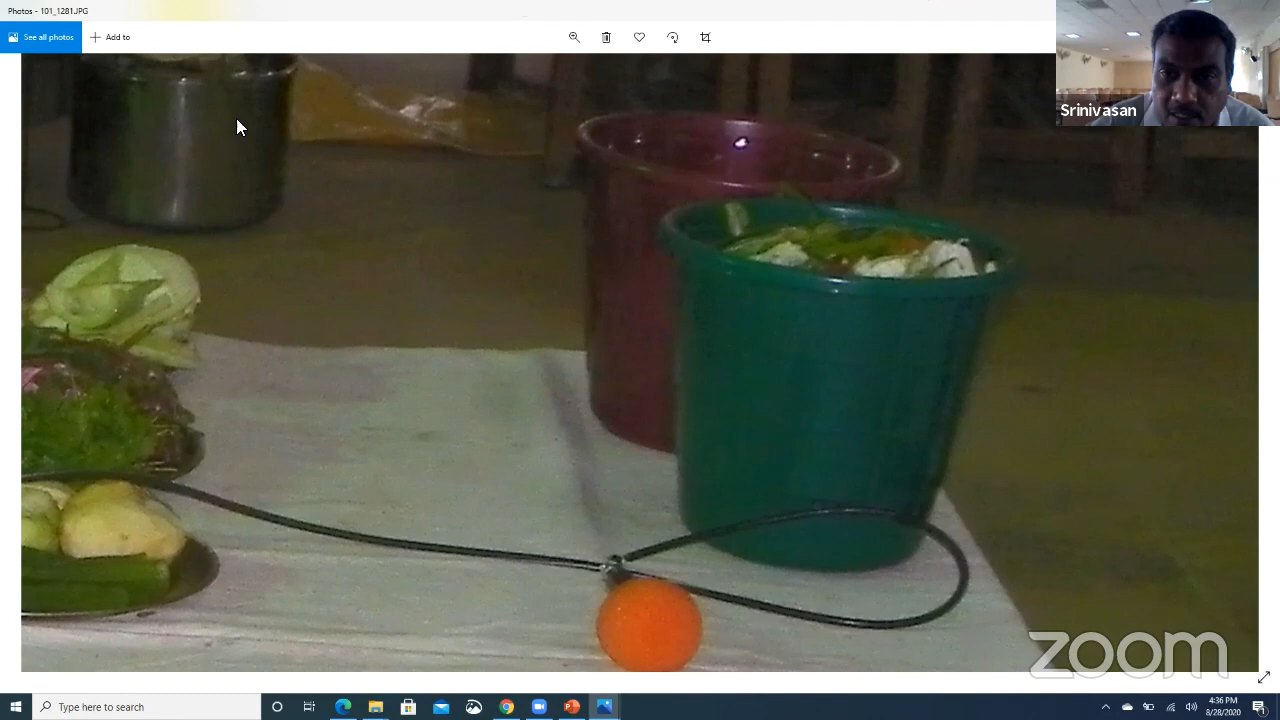 Photos - 101_1281.JPG
See all photos
Add to
Srinivasan
zoom
Type here to search
4:36 PM
8/28/2020